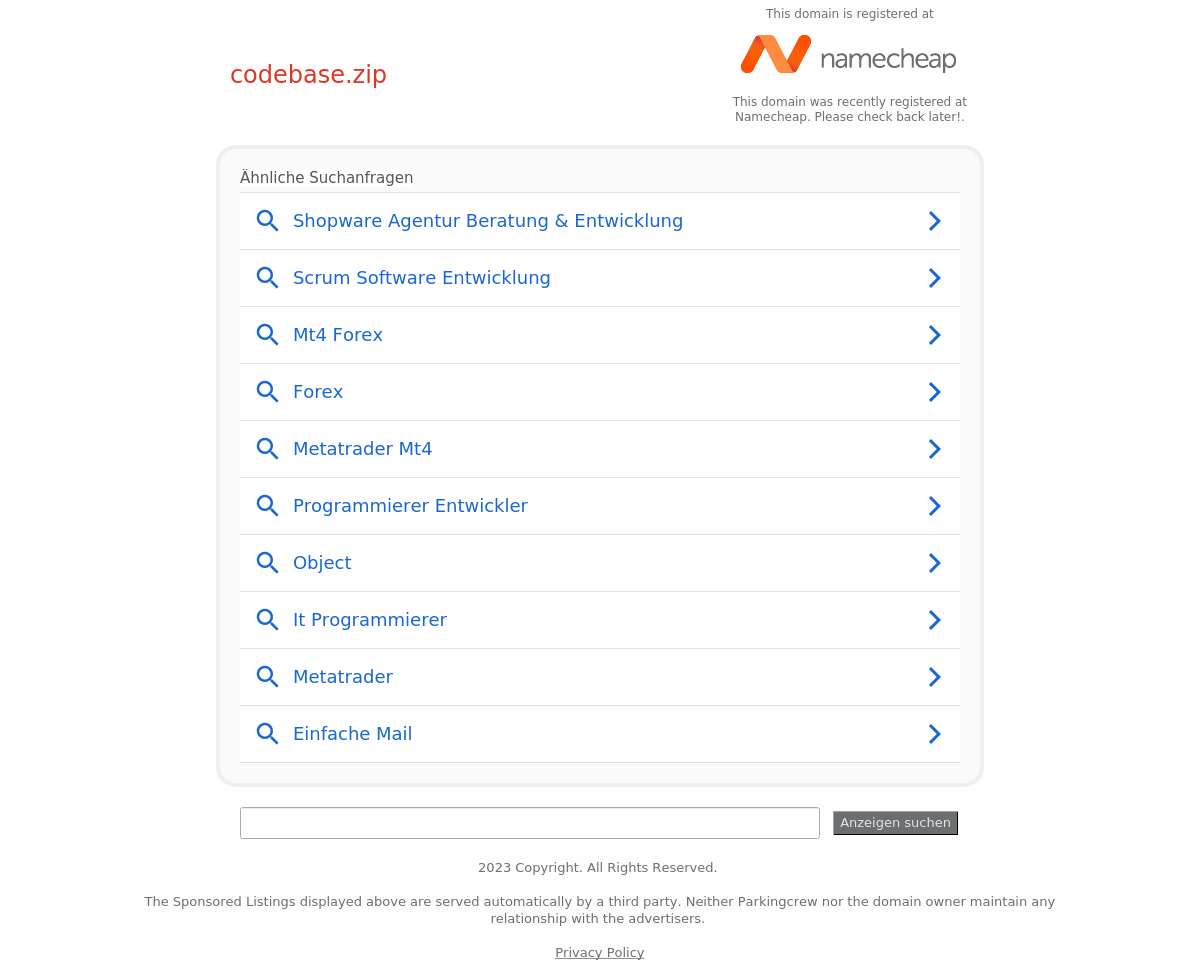 This domain is registered at
namecheap
codebase.zip
This domain was recently registered at
Namecheap. Please check back later!.
Ähnliche Suchanfragen
Shopware Agentur Beratung & Entwicklung
Scrum Software Entwicklung
Mt4 Forex
Forex
Metatrader Mt4
Programmierer Entwickler
Object
It Programmierer
Metatrader
Einfache Mail
Anzeigen suchen
2023 Copyright. All Rights Reserved.
The Sponsored Listings displayed above are served automatically by a third party. Neither Parkingcrew nor the domain owner maintain any
relationship with the advertisers.
Privacy Policy